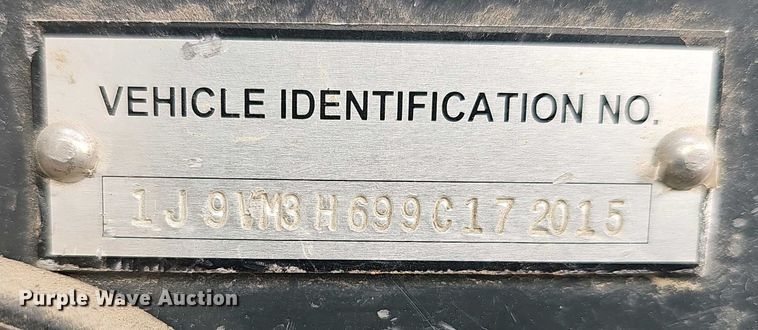 VEHICLE IDENTIFICATION NO.
1J9VM3H699C172015
Purple Wave Auction